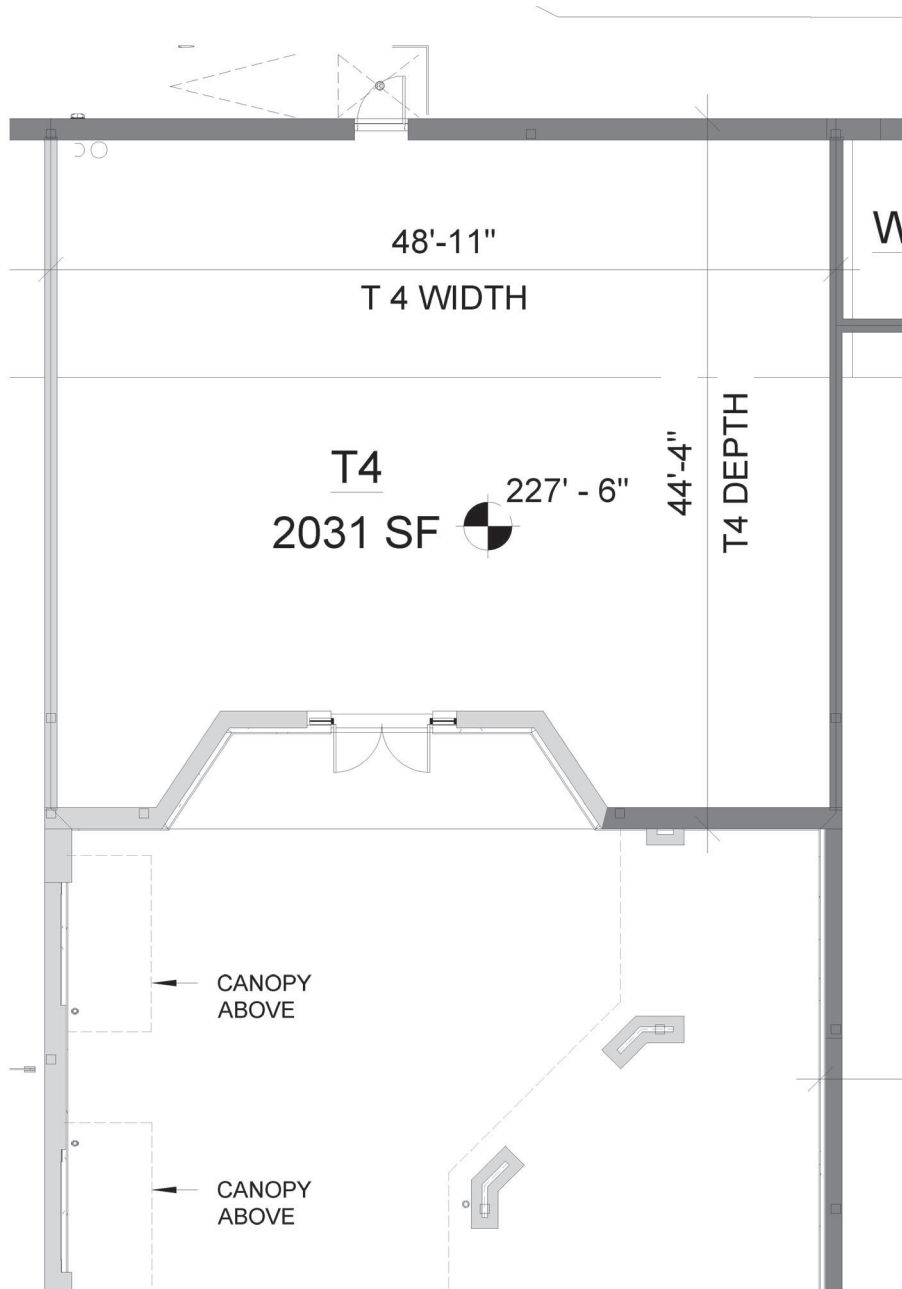 48'-11"
T 4 WIDTH
W
T4
2031 SF
227' - 6"
44'-4"
T4 DEPTH
CANOPY
ABOVE
CANOPY
ABOVE